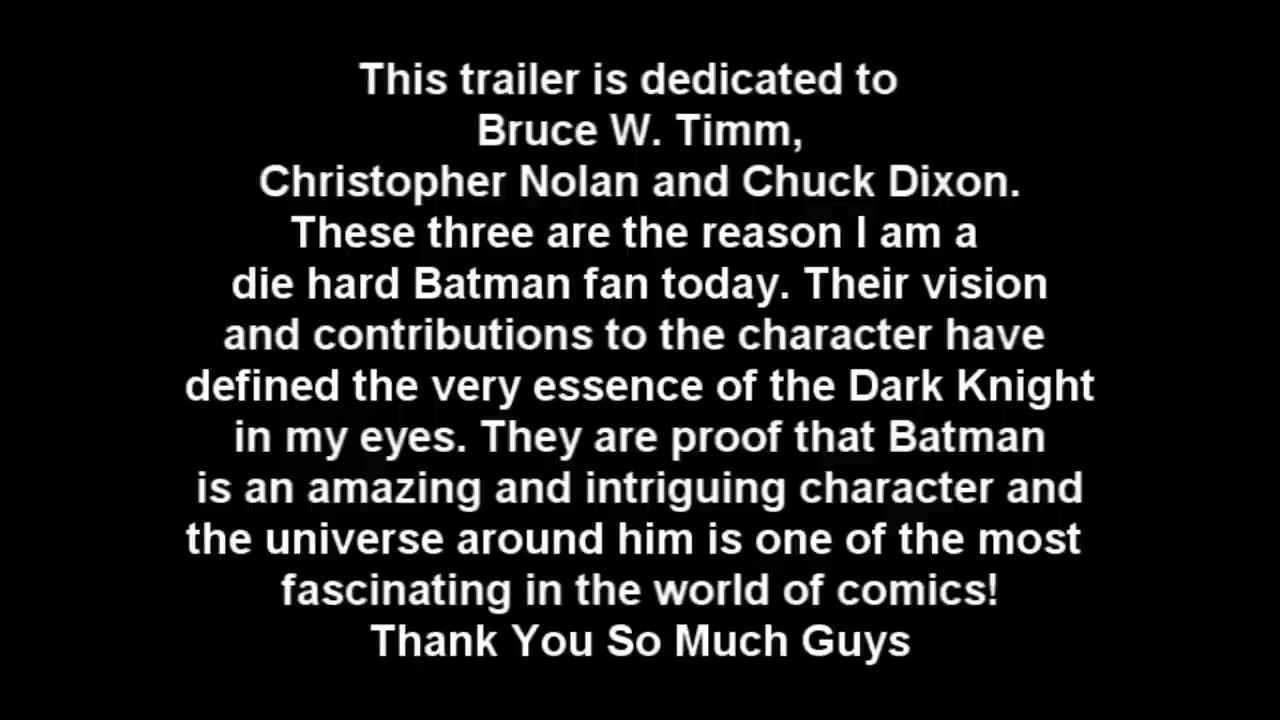 This trailer is dedicated to
Bruce W. Timm,
Christopher Nolan and Chuck Dixon.
These three are the reason I am a
die hard Batman fan today. Their vision
and contributions to the character have
defined the very essence of the Dark Knight
in my eyes. They are proof that Batman
is an amazing and intriguing character and
the universe around him is one of the most
fascinating in the world of comics!
Thank You So Much Guys